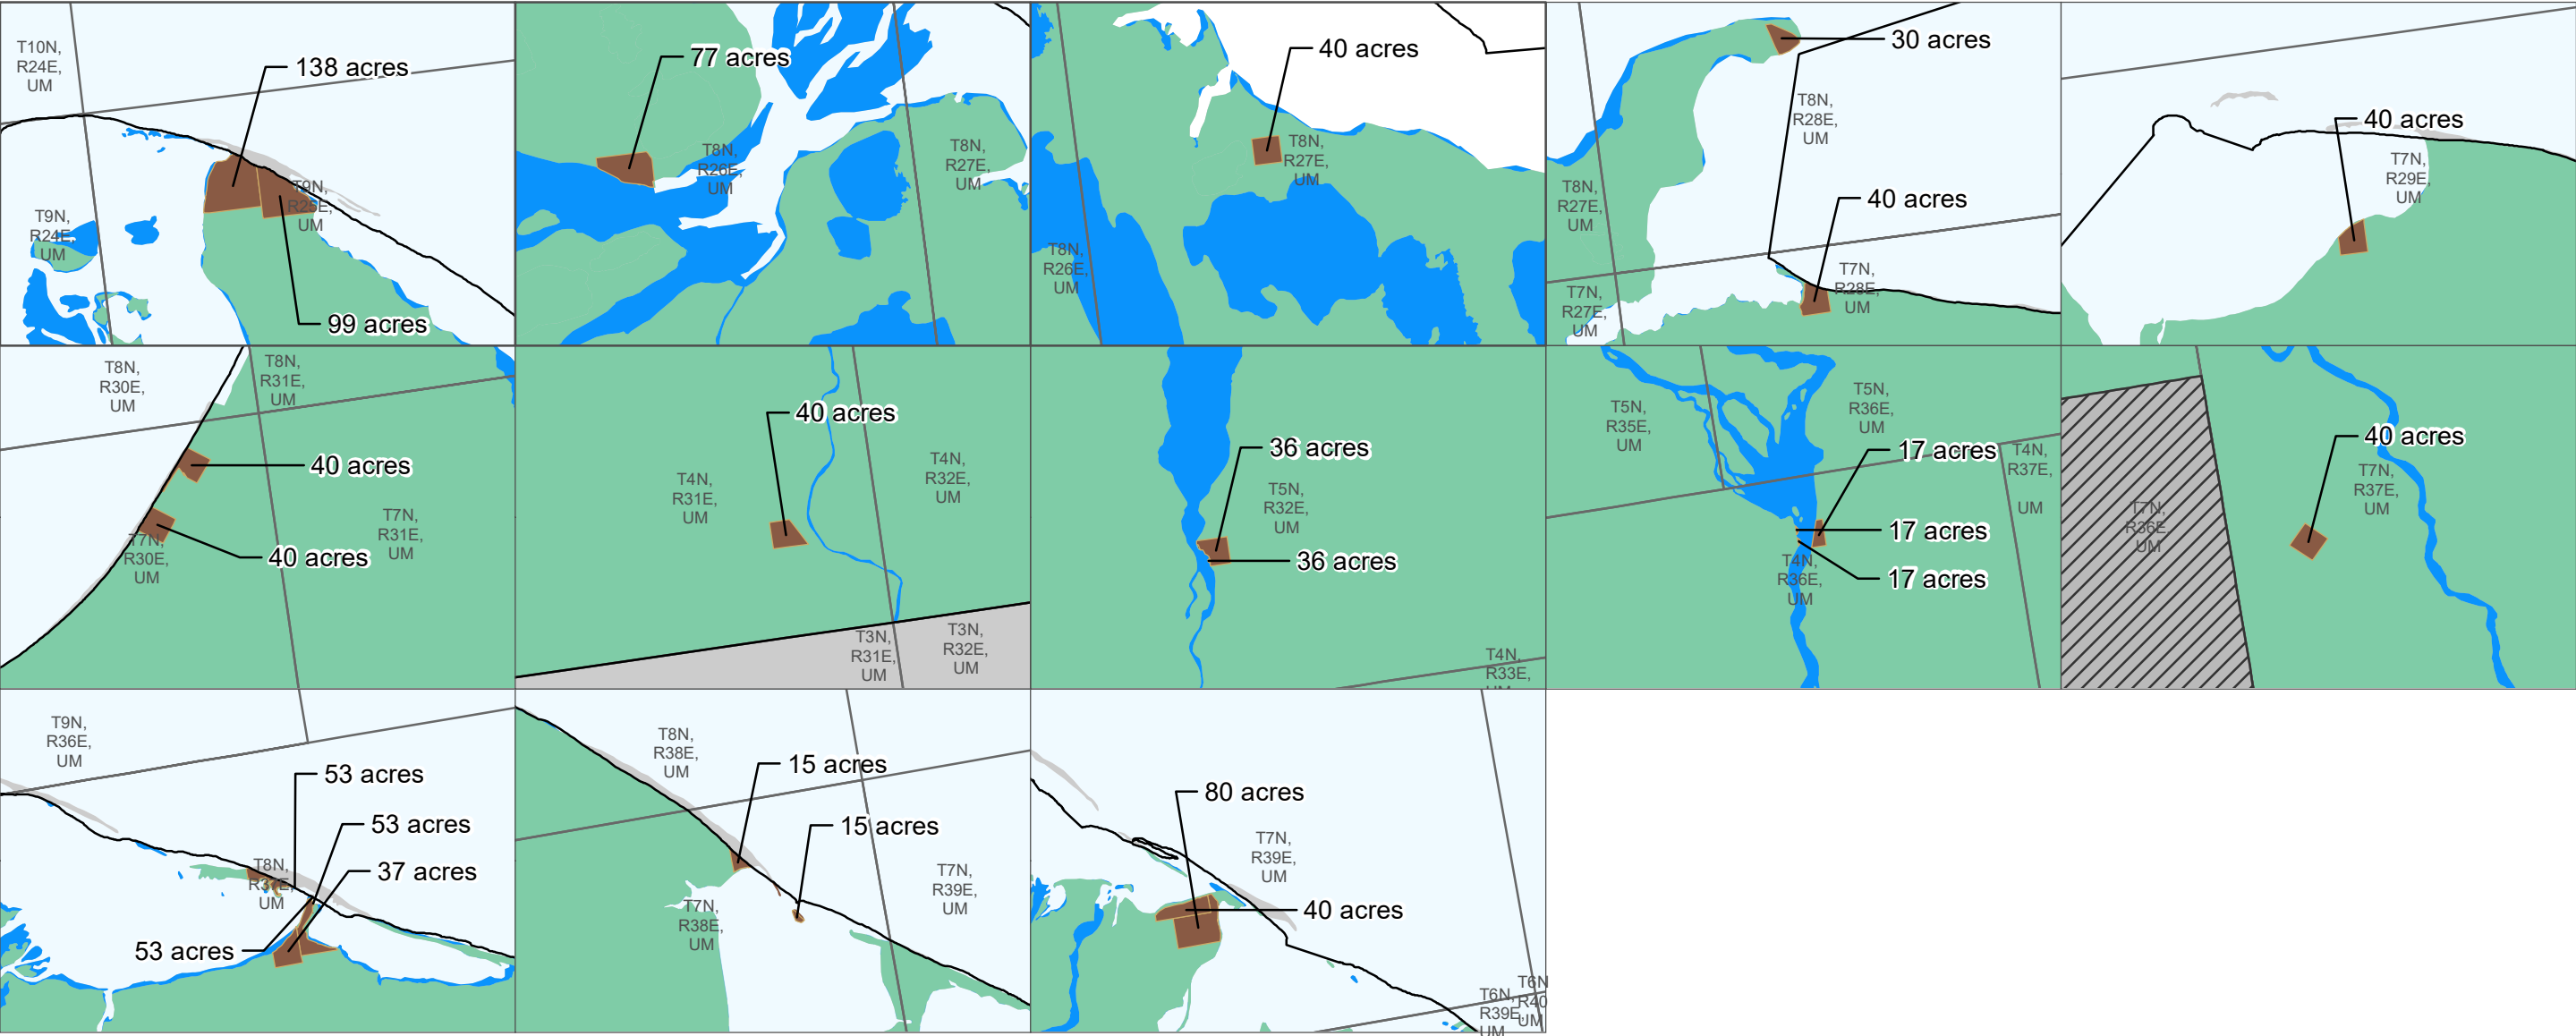 T10N,
R24E,
UM
138 acres
T9N,
R25E,
UM
T9N,
R24E,
UM
99 acres
77 acres
T8N,
R26E,
UM
T8N,
R27E,
UM
40 acres
T8N,
R27E,
UM
T8N,
R26E,
UM
30 acres
T8N,
R28E,
UM
T8N,
R27E,
UM
40 acres
T7N,
R28E,
UM
T7N,
R27E,
UM
40 acres
T7N,
R29E,
UM
T8N,
R30E,
UM
T8N,
R31E,
UM
40 acres
T7N,
R31E,
UM
40 acres
T7N,
R30E,
UM
40 acres
T4N,
R31E,
UM
T4N,
R32E,
UM
T3N,
R31E,
UM
T3N,
R32E,
UM
36 acres
T5N,
R32E,
UM
36 acres
T4N,
R33E,
UM
T5N,
R35E,
UM
T5N,
R36E,
UM
17 acres
T4N,
R37E,
UM
17 acres
17 acres
T4N,
R36E,
UM
40 acres
T7N,
R37E,
UM
T7N,
R36E
UM
T9N,
R36E,
UM
53 acres
53 acres
T8N,
R37E,
UM
37 acres
53 acres
T8N,
R38E,
UM
15 acres
15 acres
T7N,
R39E,
UM
T7N,
R38E,
UM
80 acres
T7N,
R39E,
UM
40 acres
T6N,
R39E,
UM
T6N
R40
UM